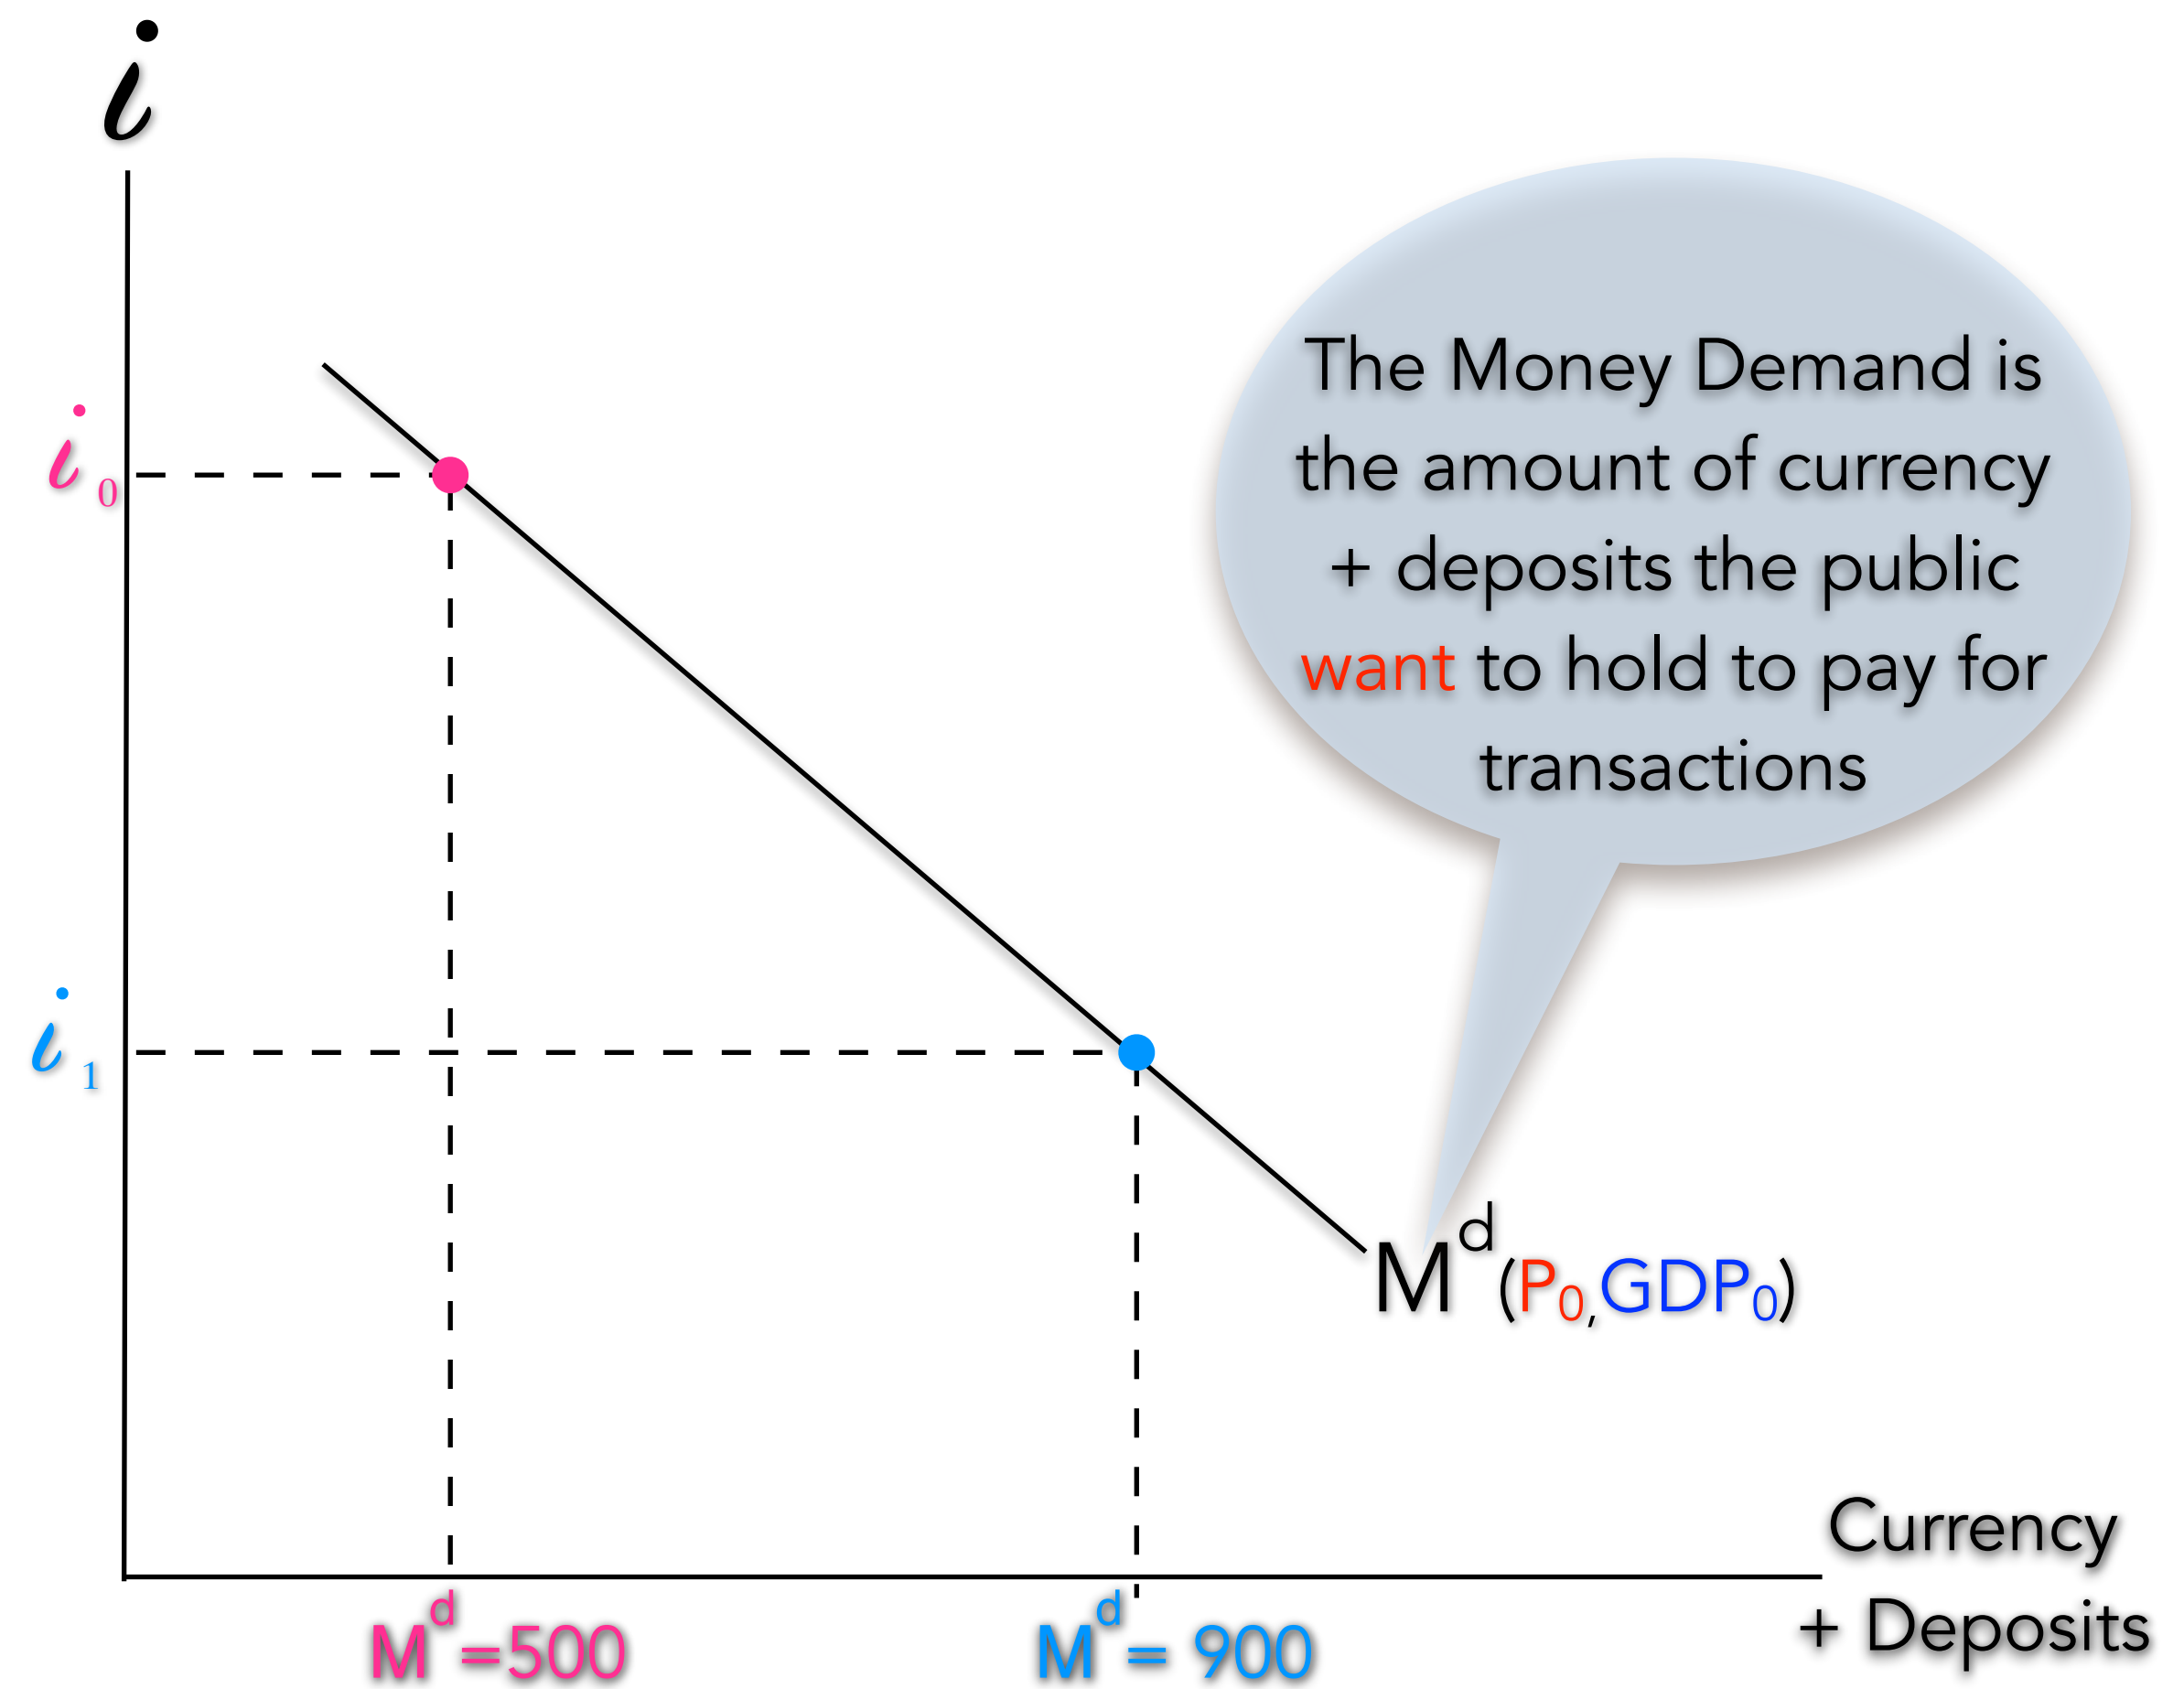 i
The Money Demand is
the amount of currency
+ deposits the public
want to hold to pay for
transactions
i₀
i₁
Mᵈ(P₀,GDP₀)
Currency
+ Deposits
Mᵈ=500
Mᵈ= 900